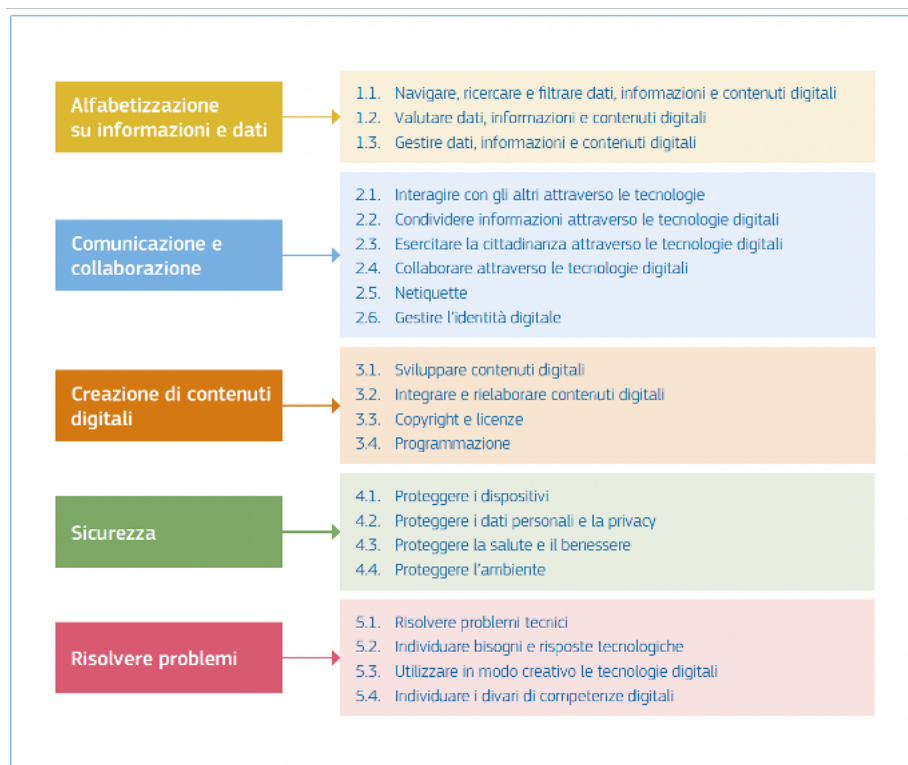 Alfabetizzazione
su informazioni e dati
1.1. Navigare, ricercare e filtrare dati, informazioni e contenuti digitali
1.2. Valutare dati, informazioni e contenuti digitali
1.3. Gestire dati, informazioni e contenuti digitali
Comunicazione e
collaborazione
2.1. Interagire con gli altri attraverso le tecnologie
2.2. Condividere informazioni attraverso le tecnologie digitali
2.3. Esercitare la cittadinanza attraverso le tecnologie digitali
2.4. Collaborare attraverso le tecnologie digitali
2.5. Netiquette
2.6. Gestire l'identità digitale
Creazione di contenuti
digitali
3.1. Sviluppare contenuti digitali
3.2. Integrare e rielaborare contenuti digitali
3.3. Copyright e licenze
3.4. Programmazione
Sicurezza
4.1. Proteggere i dispositivi
4.2. Proteggere i dati personali e la privacy
4.3. Proteggere la salute e il benessere
4.4. Proteggere l'ambiente
Risolvere problemi
5.1. Risolvere problemi tecnici
5.2. Individuare bisogni e risposte tecnologiche
5.3. Utilizzare in modo creativo le tecnologie digitali
5.4. Individuare i divari di competenze digitali